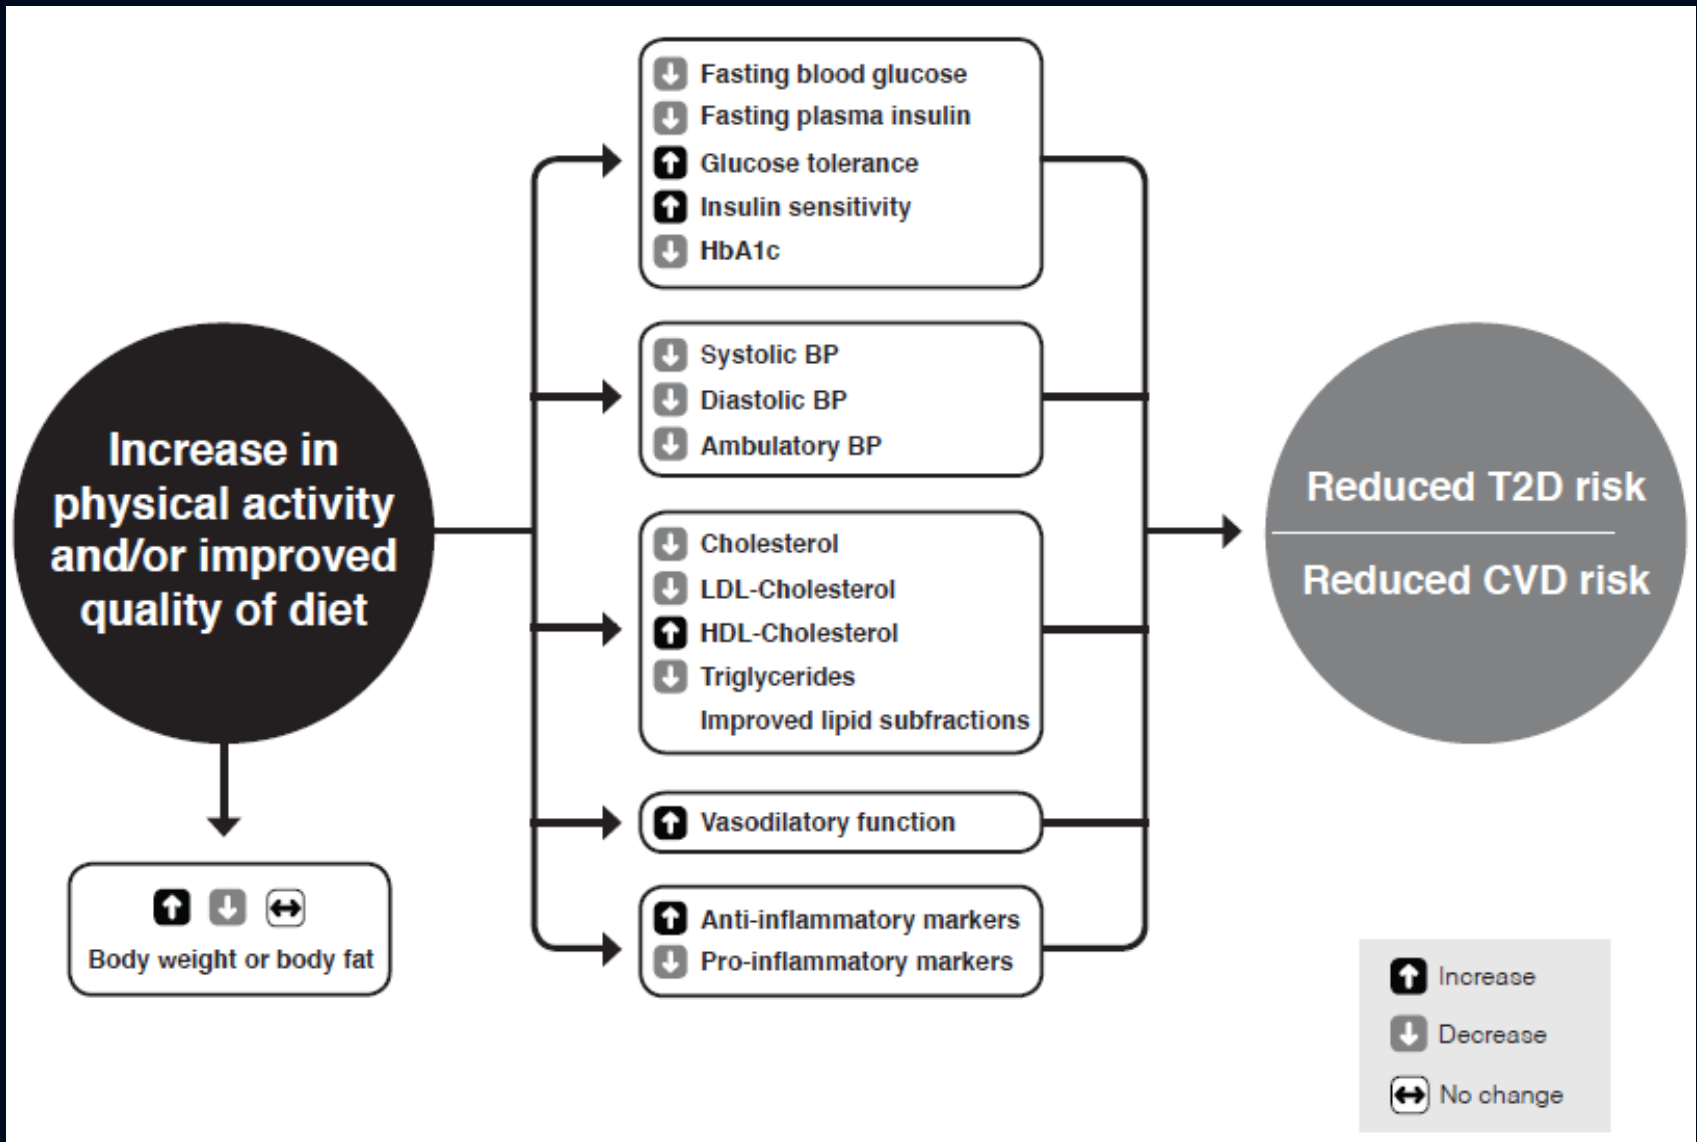 Increase in
physical activity
and/or improved
quality of diet
Body weight or body fat
Fasting blood glucose
Fasting plasma insulin
Glucose tolerance
Insulin sensitivity
HbA1c
Systolic BP
Diastolic BP
Ambulatory BP
Cholesterol
LDL-Cholesterol
HDL-Cholesterol
Triglycerides
Improved lipid subfractions
Vasodilatory function
Anti-inflammatory markers
Pro-inflammatory markers
Reduced T2D risk
Reduced CVD risk
Increase
Decrease
No change